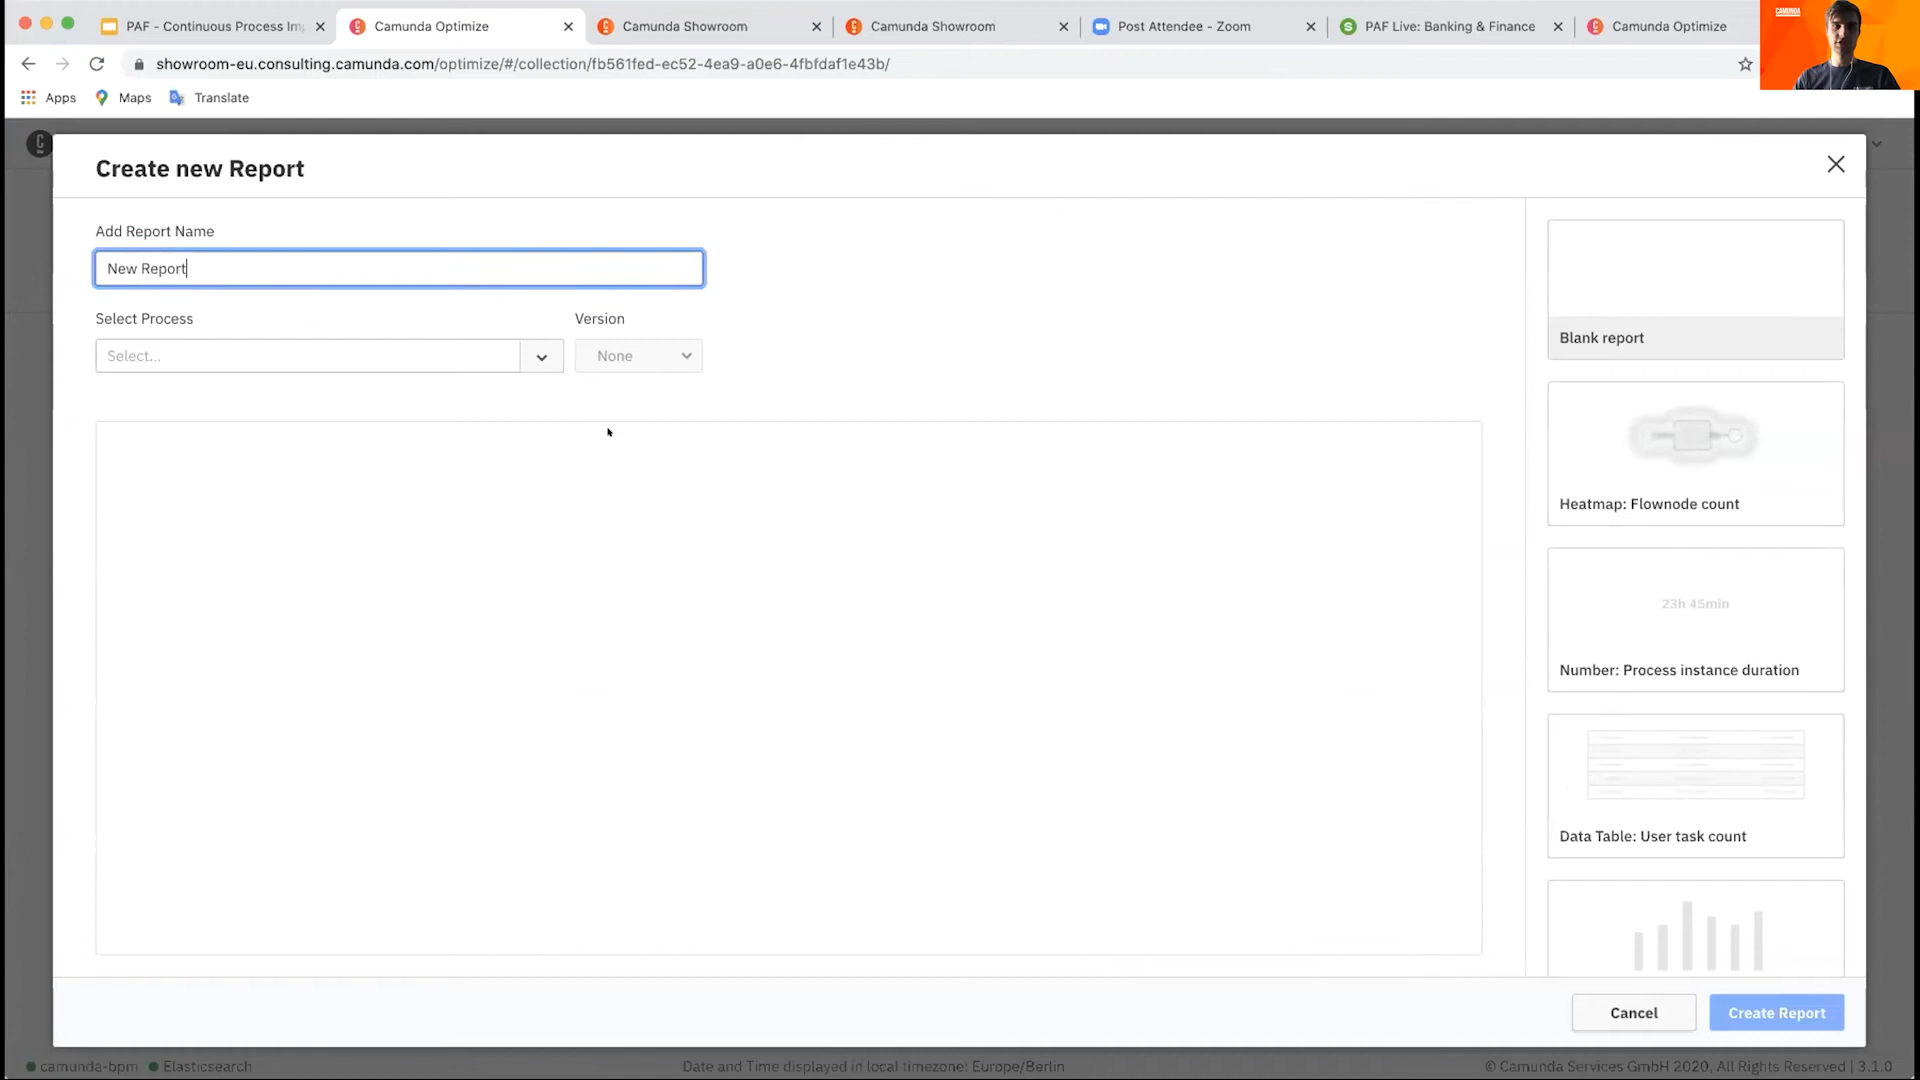 PAF - Continuous Process Im
Camunda Optimize
Camunda Showroom
Camunda Showroom
Post Attendee - Zoom
PAF Live: Banking & Finance
Camunda Optimize
CAMUNDA
showroom-eu.consulting.camunda.com/optimize/#/collection/fb561fed-ec52-4ea9-a0e6-4fbfdaf1e43b/
Apps
Maps
Translate
Create new Report
Add Report Name
New Report
Select Process
Version
Select...
None
Blank report
Heatmap: Flownode count
23h 45min
Number: Process instance duration
Data Table: User task count
Cancel
Create Report
camunda-bpm
Elasticsearch
Date and Time displayed in local timezone: Europe/Berlin
© Camunda Services GmbH 2020, All Rights Reserved | 3.1.0